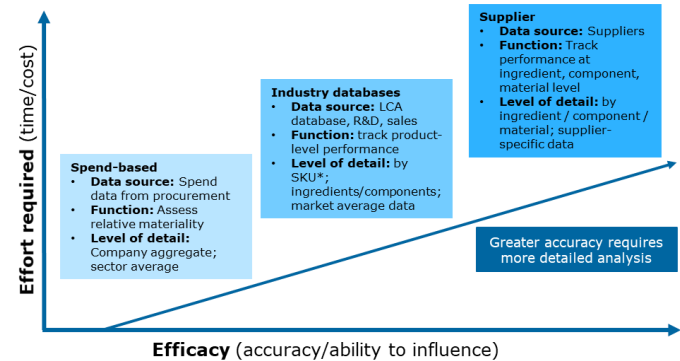 Effort required (time/cost)
Spend-based
• Data source: Spend
data from procurement
• Function: Assess
relative materiality
• Level of detail:
Company aggregate;
sector average
Industry databases
• Data source: LCA
database, R&D, sales
• Function: track product-
level performance
• Level of detail: by
SKU*;
ingredients/components;
market average data
Supplier
• Data source: Suppliers
• Function: Track
performance at
ingredient, component,
material level
• Level of detail: by
ingredient / component /
material; supplier-
specific data
Greater accuracy requires
more detailed analysis
Efficacy (accuracy/ability to influence)